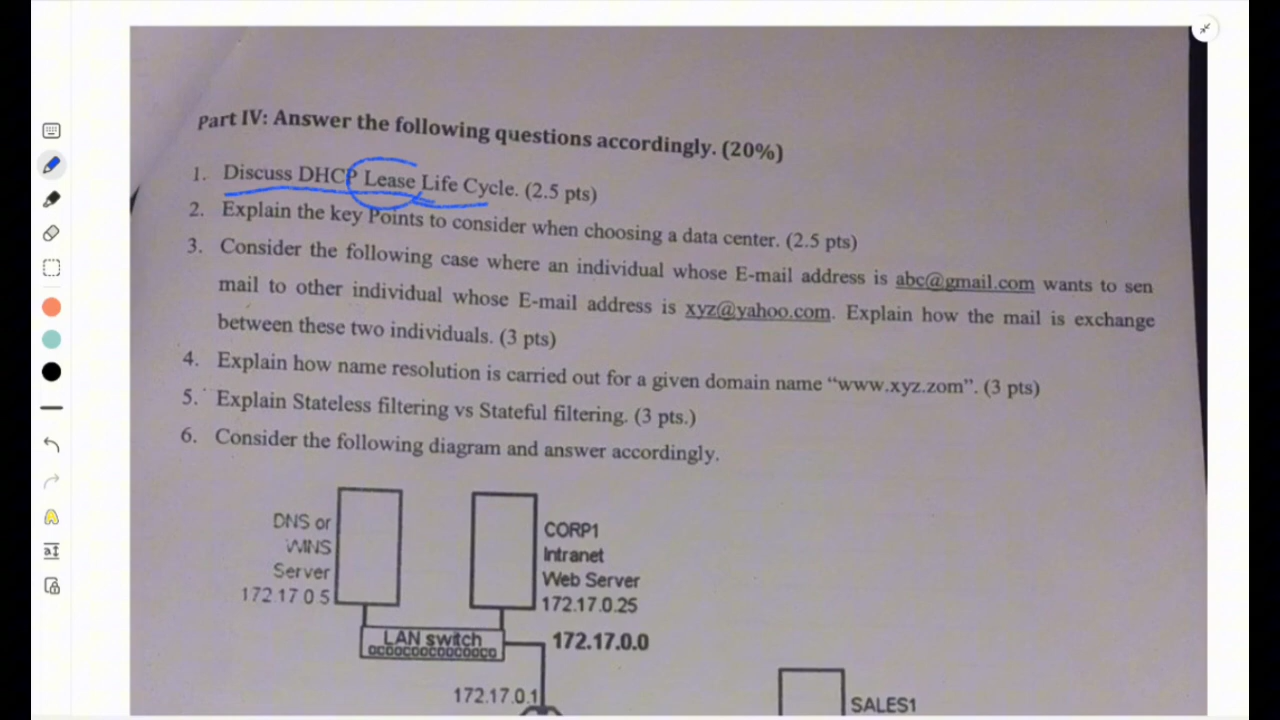 Part IV: Answer the following questions accordingly. (20%)
1. Discuss DHCP Lease Life Cycle. (2.5 pts)
2. Explain the key Points to consider when choosing a data center. (2.5 pts)
3. Consider the following case where an individual whose E-mail address is abc@gmail.com wants to sen
mail to other individual whose E-mail address is xyz@yahoo.com. Explain how the mail is exchange
between these two individuals. (3 pts)
4. Explain how name resolution is carried out for a given domain name “www.xyz.zom”. (3 pts)
5. Explain Stateless filtering vs Stateful filtering. (3 pts.)
6. Consider the following diagram and answer accordingly.
DNS or
WINS
Server
172.17 0 5
CORP1
Intranet
Web Server
172.17.0.25
LAN switch
172.17.0.0
172.17.0.1
SALES1